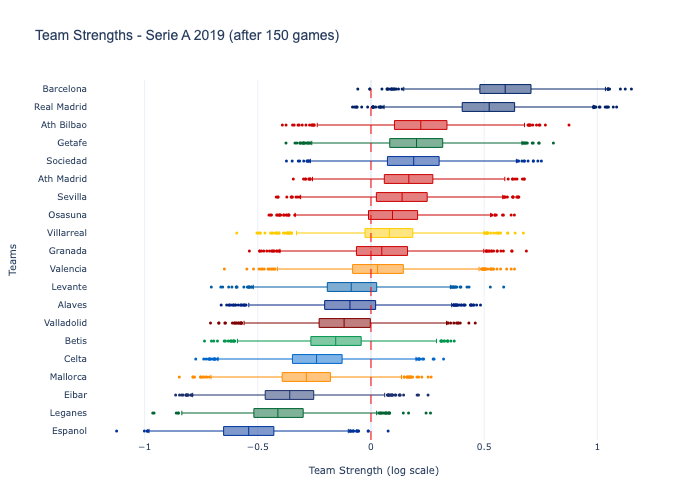 Team Strengths - Serie A 2019 (after 150 games)
Barcelona
Real Madrid
Ath Bilbao
Getafe
Sociedad
Ath Madrid
Sevilla
Osasuna
Villarreal
Granada
Valencia
Levante
Alaves
Valladolid
Betis
Celta
Mallorca
Eibar
Leganes
Espanol
Teams
−1
−0.5
0
0.5
1
Team Strength (log scale)